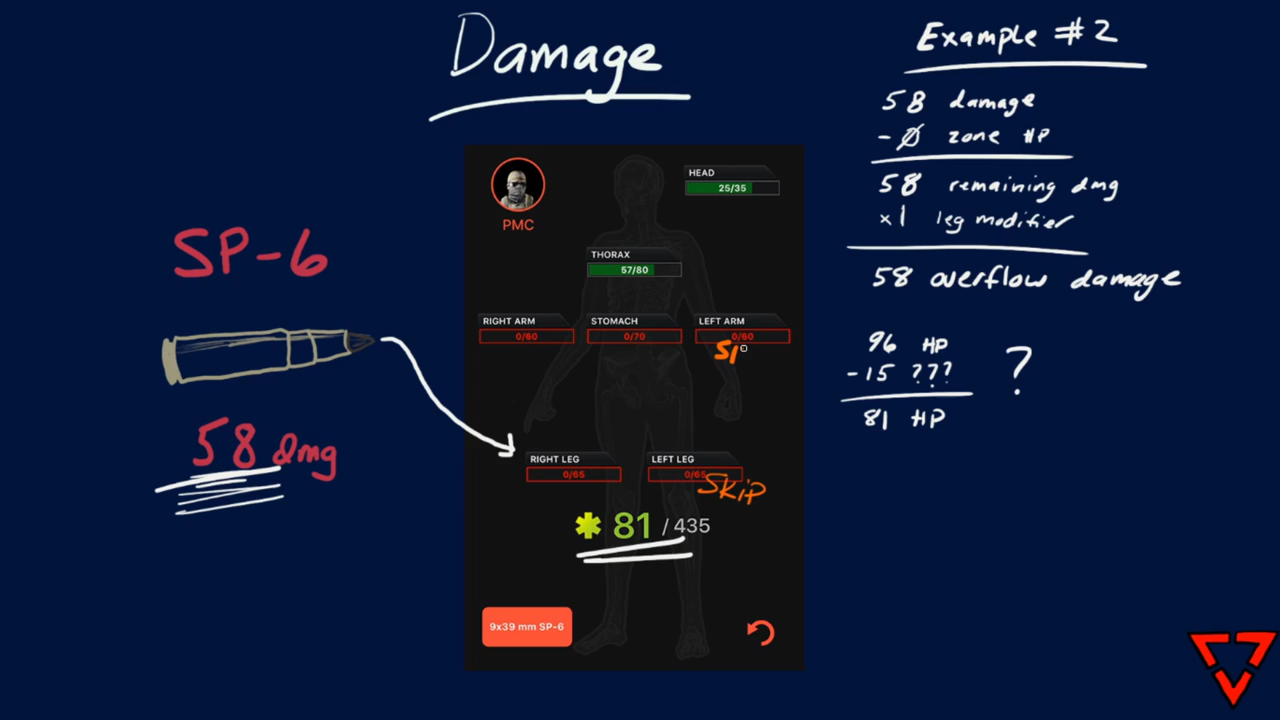 Damage
Example #2
58 damage
- 0 zone HP
58 remaining dmg
x1 leg modifier
58 overflow damage
96 HP
- 15 ???
81 HP
?
SP-6
58 dmg
PMC
HEAD
25/35
THORAX
57/80
RIGHT ARM
0/60
STOMACH
0/70
LEFT ARM
0/60
RIGHT LEG
0/65
LEFT LEG
0/65
SKIP
81 / 435
9x39 mm SP-6